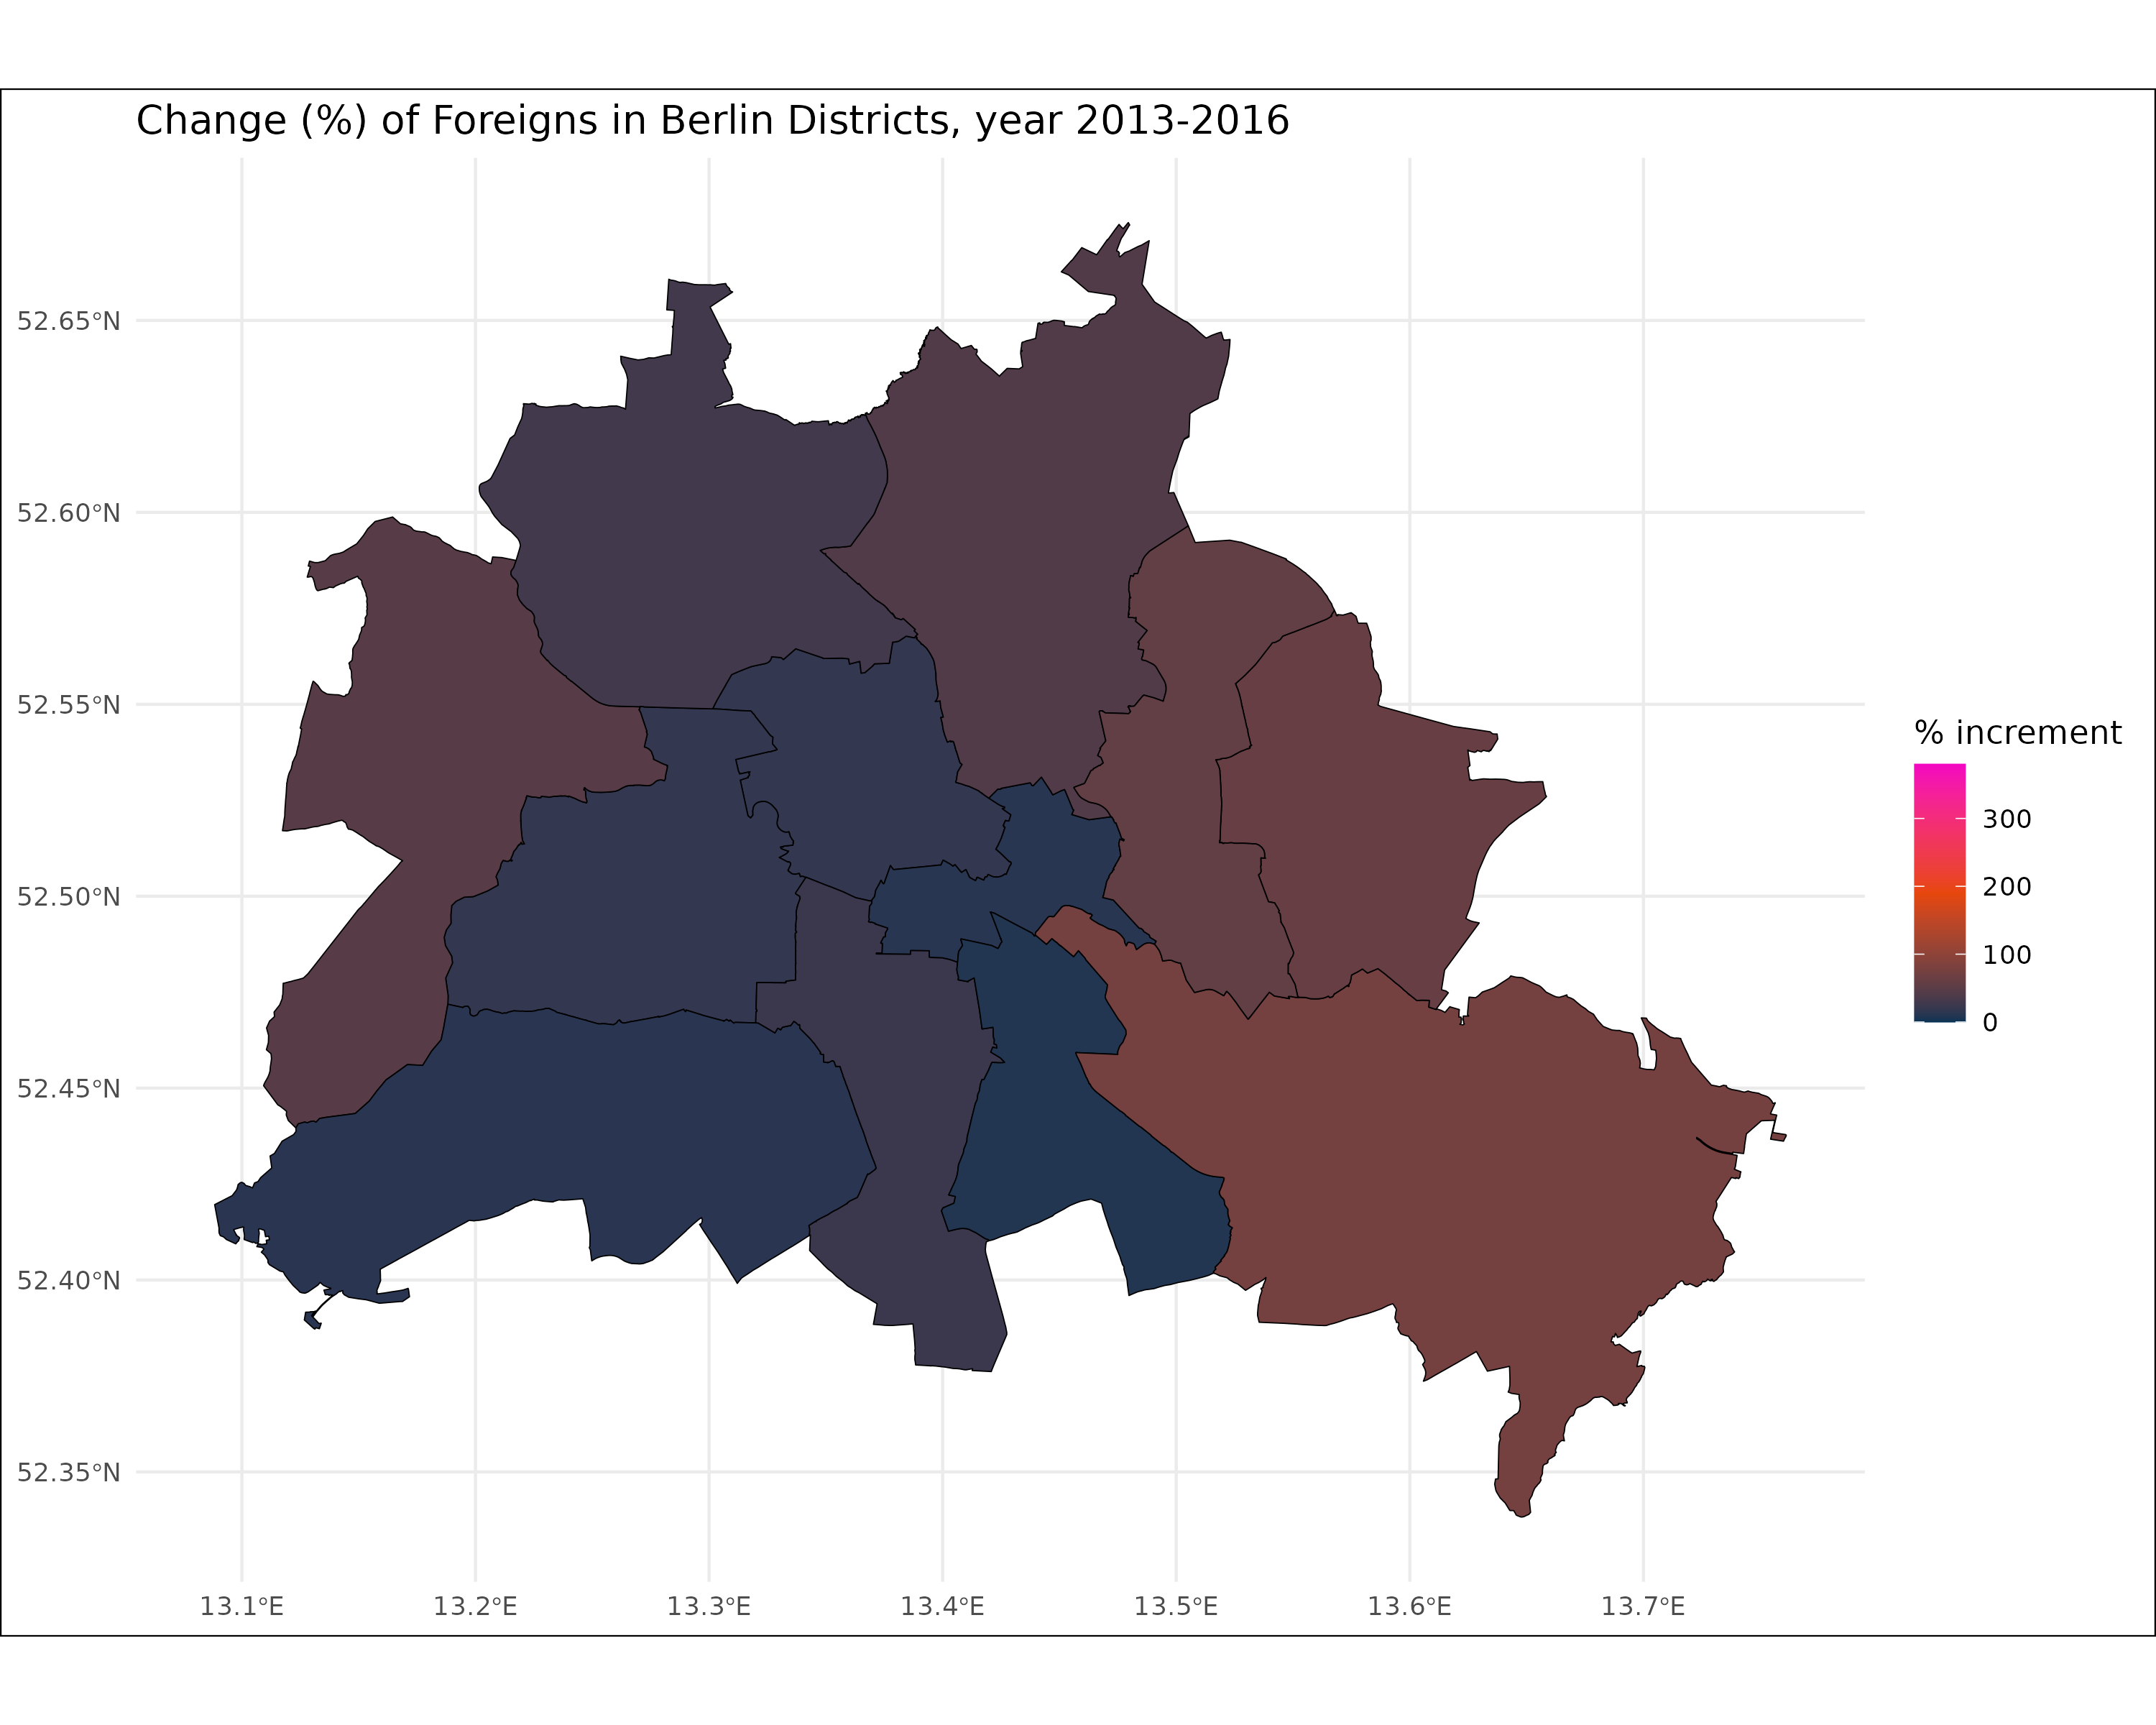 Change (%) of Foreigns in Berlin Districts, year 2013-2016
52.65°N
52.60°N
52.55°N
52.50°N
52.45°N
52.40°N
52.35°N
13.1°E
13.2°E
13.3°E
13.4°E
13.5°E
13.6°E
13.7°E
% increment
300
200
100
0